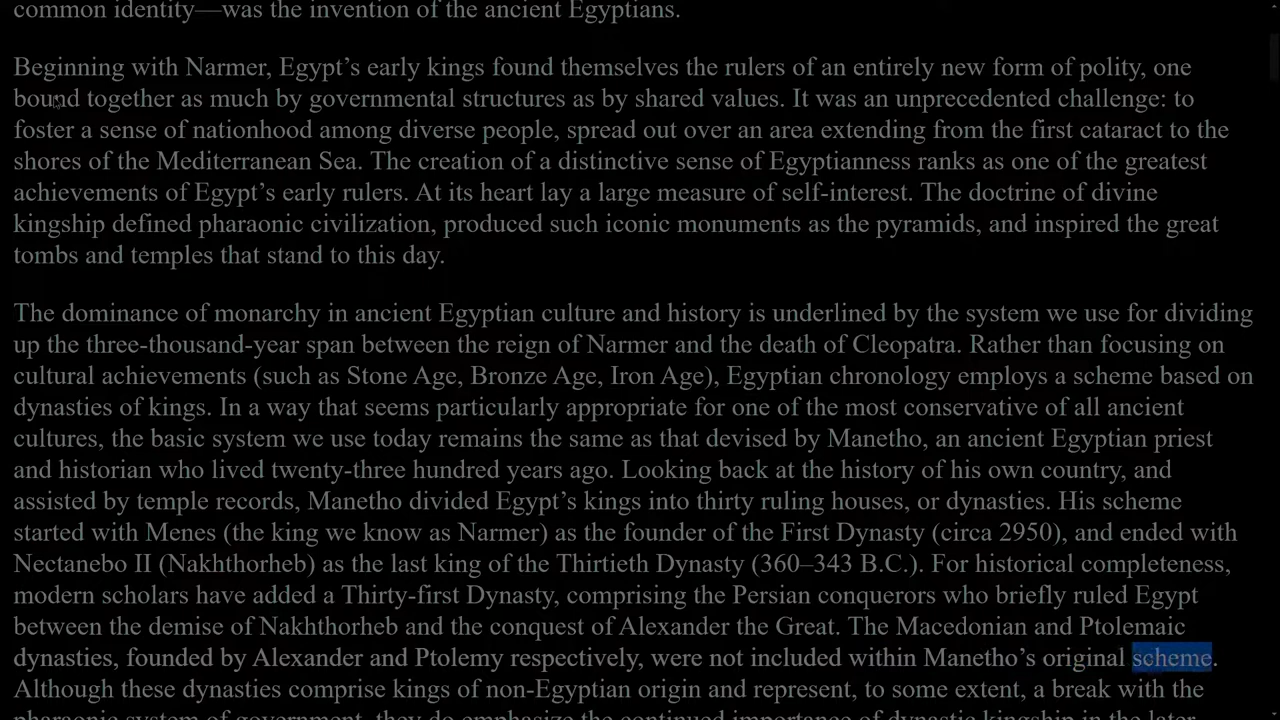 common identity—was the invention of the ancient Egyptians.
Beginning with Narmer, Egypt’s early kings found themselves the rulers of an entirely new form of polity, one
bound together as much by governmental structures as by shared values. It was an unprecedented challenge: to
foster a sense of nationhood among diverse people, spread out over an area extending from the first cataract to the
shores of the Mediterranean Sea. The creation of a distinctive sense of Egyptianness ranks as one of the greatest
achievements of Egypt’s early rulers. At its heart lay a large measure of self-interest. The doctrine of divine
kingship defined pharaonic civilization, produced such iconic monuments as the pyramids, and inspired the great
tombs and temples that stand to this day.
The dominance of monarchy in ancient Egyptian culture and history is underlined by the system we use for dividing
up the three-thousand-year span between the reign of Narmer and the death of Cleopatra. Rather than focusing on
cultural achievements (such as Stone Age, Bronze Age, Iron Age), Egyptian chronology employs a scheme based on
dynasties of kings. In a way that seems particularly appropriate for one of the most conservative of all ancient
cultures, the basic system we use today remains the same as that devised by Manetho, an ancient Egyptian priest
and historian who lived twenty-three hundred years ago. Looking back at the history of his own country, and
assisted by temple records, Manetho divided Egypt’s kings into thirty ruling houses, or dynasties. His scheme
started with Menes (the king we know as Narmer) as the founder of the First Dynasty (circa 2950), and ended with
Nectanebo II (Nakhthorheb) as the last king of the Thirtieth Dynasty (360–343 B.C.). For historical completeness,
modern scholars have added a Thirty-first Dynasty, comprising the Persian conquerors who briefly ruled Egypt
between the demise of Nakhthorheb and the conquest of Alexander the Great. The Macedonian and Ptolemaic
dynasties, founded by Alexander and Ptolemy respectively, were not included within Manetho’s original scheme.
Although these dynasties comprise kings of non-Egyptian origin and represent, to some extent, a break with the
pharaonic system of government, they do emphasize the continued importance of dynastic kingship in the later